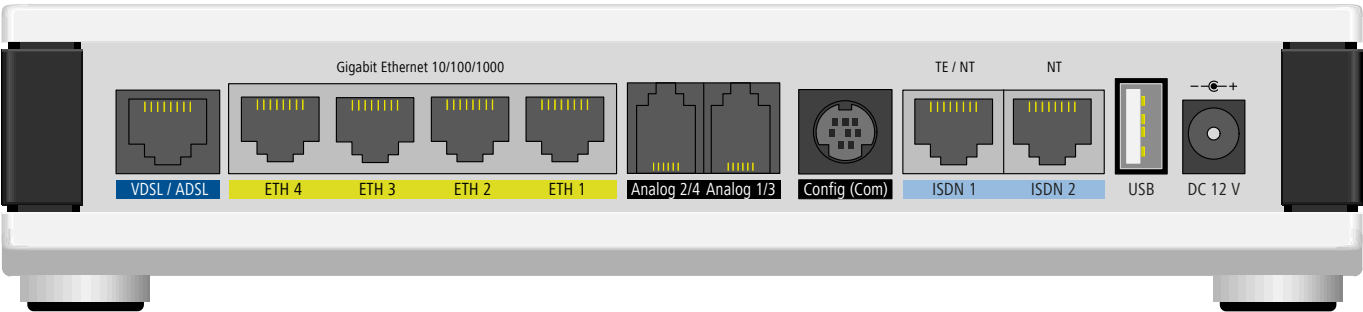 Gigabit Ethernet 10/100/1000
TE / NT
NT
VDSL / ADSL
ETH 4
ETH 3
ETH 2
ETH 1
Analog 2/4 Analog 1/3
Config (Com)
ISDN 1
ISDN 2
USB
DC 12 V